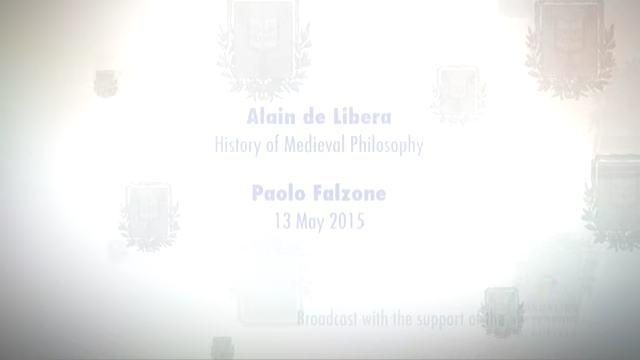 Alain de Libera
History of Medieval Philosophy
Paolo Falzone
13 May 2015
Broadcast with the support of the